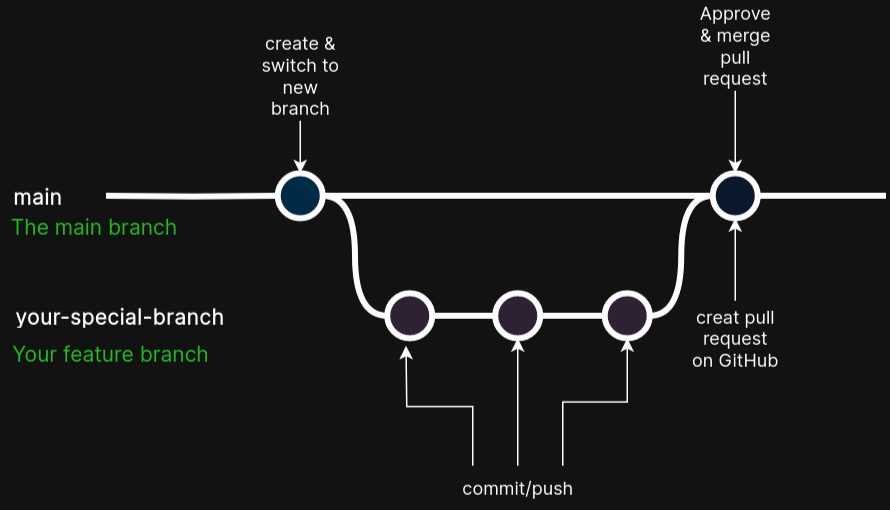 create &
switch to
new
branch
Approve
& merge
pull
request
main
The main branch
your-special-branch
Your feature branch
creat pull
request
on GitHub
commit/push